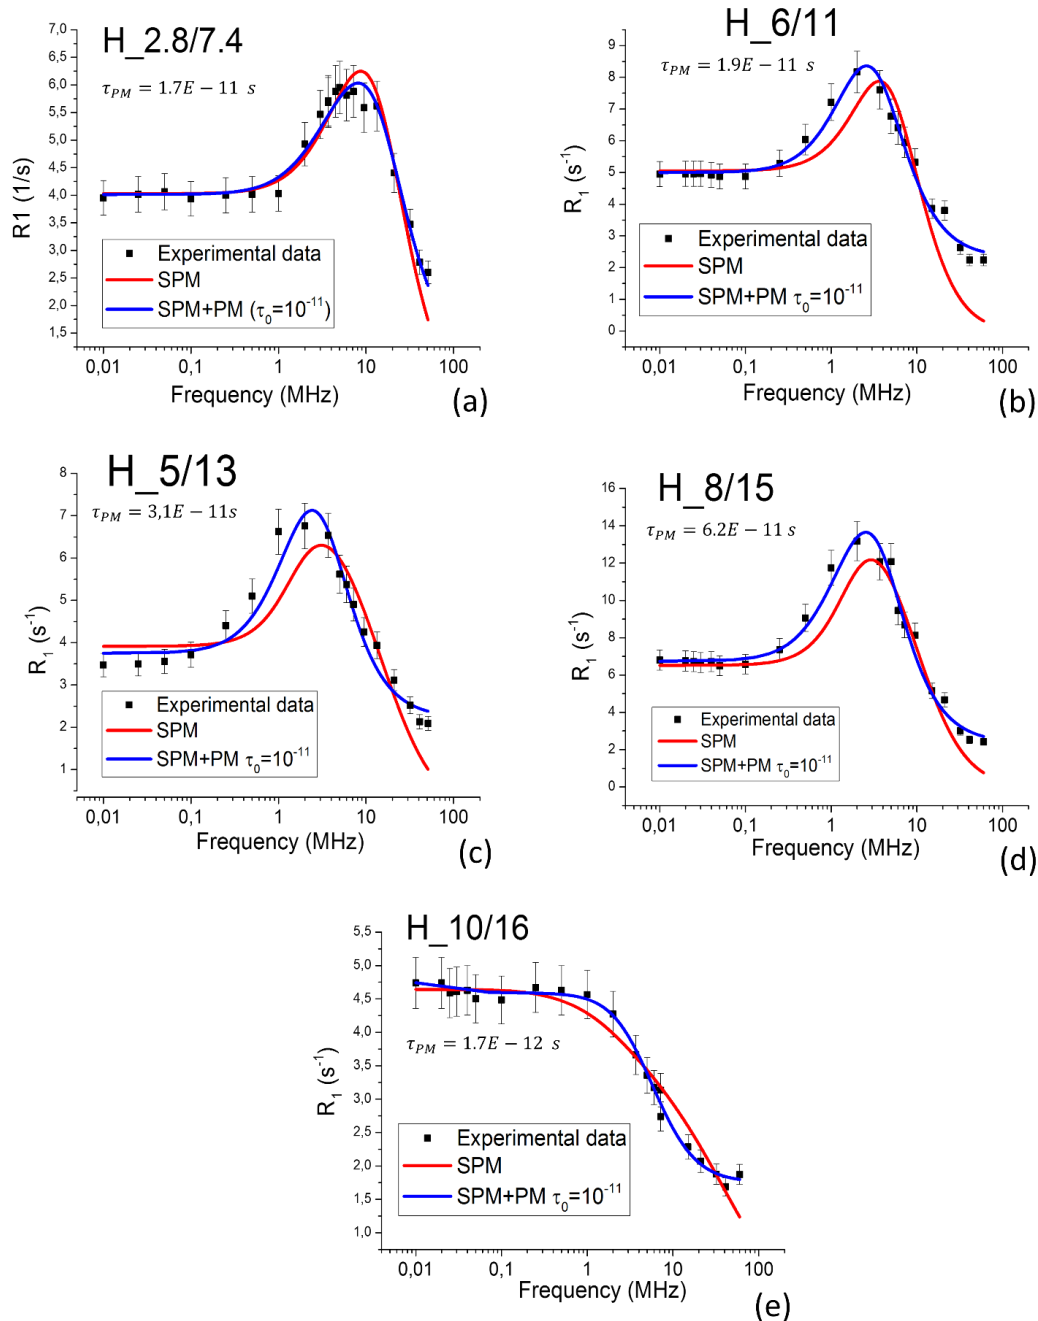 H_2.8/7.4
τ_PM = 1.7E − 11 s
R1 (1/s)
7,0
6,5
6,0
5,5
5,0
4,5
4,0
3,5
3,0
2,5
2,0
1,5
Experimental data
SPM
SPM+PM (τ₀=10⁻¹¹)
0,01 0,1 1 10 100
Frequency (MHz)
(a)
H_6/11
τ_PM = 1.9E − 11 s
R₁ (s⁻¹)
9
8
7
6
5
4
3
2
1
0
Experimental data
SPM
SPM+PM τ₀=10⁻¹¹
0,01 0,1 1 10 100
Frequency (MHz)
(b)
H_5/13
τ_PM = 3,1E − 11s
R₁ (s⁻¹)
8
7
6
5
4
3
2
1
Experimental data
SPM
SPM+PM τ₀=10⁻¹¹
0,01 0,1 1 10 100
Frequency (MHz)
(c)
H_8/15
τ_PM = 6.2E − 11 s
R₁ (s⁻¹)
16
14
12
10
8
6
4
2
0
Experimental data
SPM
SPM+PM τ₀=10⁻¹¹
0,01 0,1 1 10 100
Frequency (MHz)
(d)
H_10/16
τ_PM = 1.7E − 12 s
R₁ (s⁻¹)
5,5
5,0
4,5
4,0
3,5
3,0
2,5
2,0
1,5
1,0
Experimental data
SPM
SPM+PM τ₀=10⁻¹¹
0,01 0,1 1 10 100
Frequency (MHz)
(e)